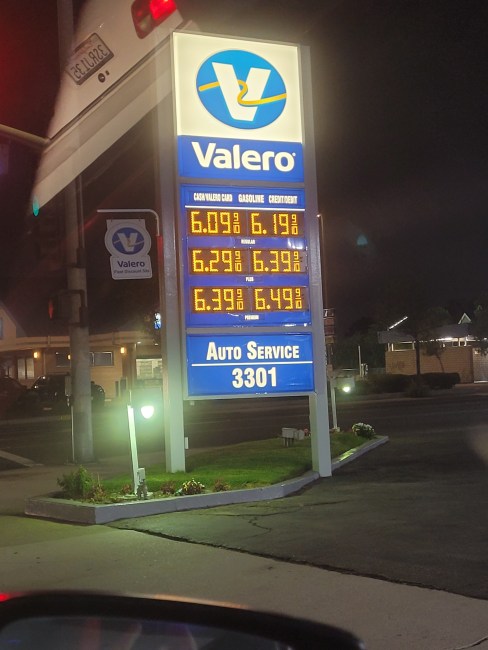 Valero
CASH/VALERO CARD GASOLINE CREDIT/DEBIT
6.09 9/10 6.19 9/10
REGULAR
6.29 9/10 6.39 9/10
PLUS
6.39 9/10 6.49 9/10
PREMIUM
AUTO SERVICE
3301
Valero